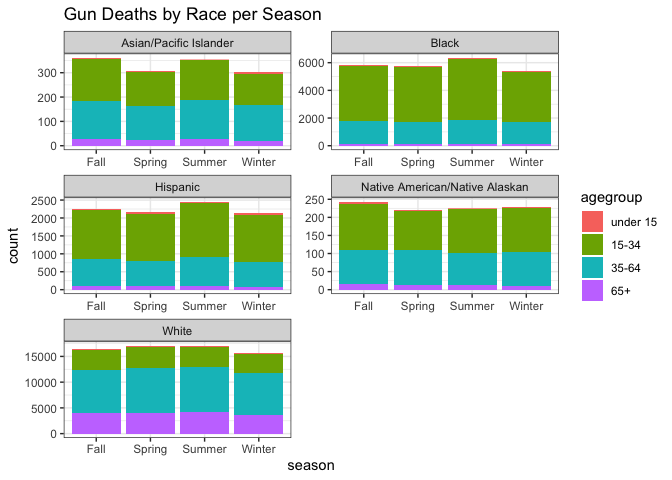 Gun Deaths by Race per Season
Asian/Pacific Islander
300
200
100
0
Fall Spring Summer Winter
Black
6000
4000
2000
0
Fall Spring Summer Winter
Hispanic
2500
2000
1500
1000
500
0
Fall Spring Summer Winter
Native American/Native Alaskan
250
200
150
100
50
0
Fall Spring Summer Winter
White
15000
10000
5000
0
Fall Spring Summer Winter
count
season
agegroup
under 15
15-34
35-64
65+